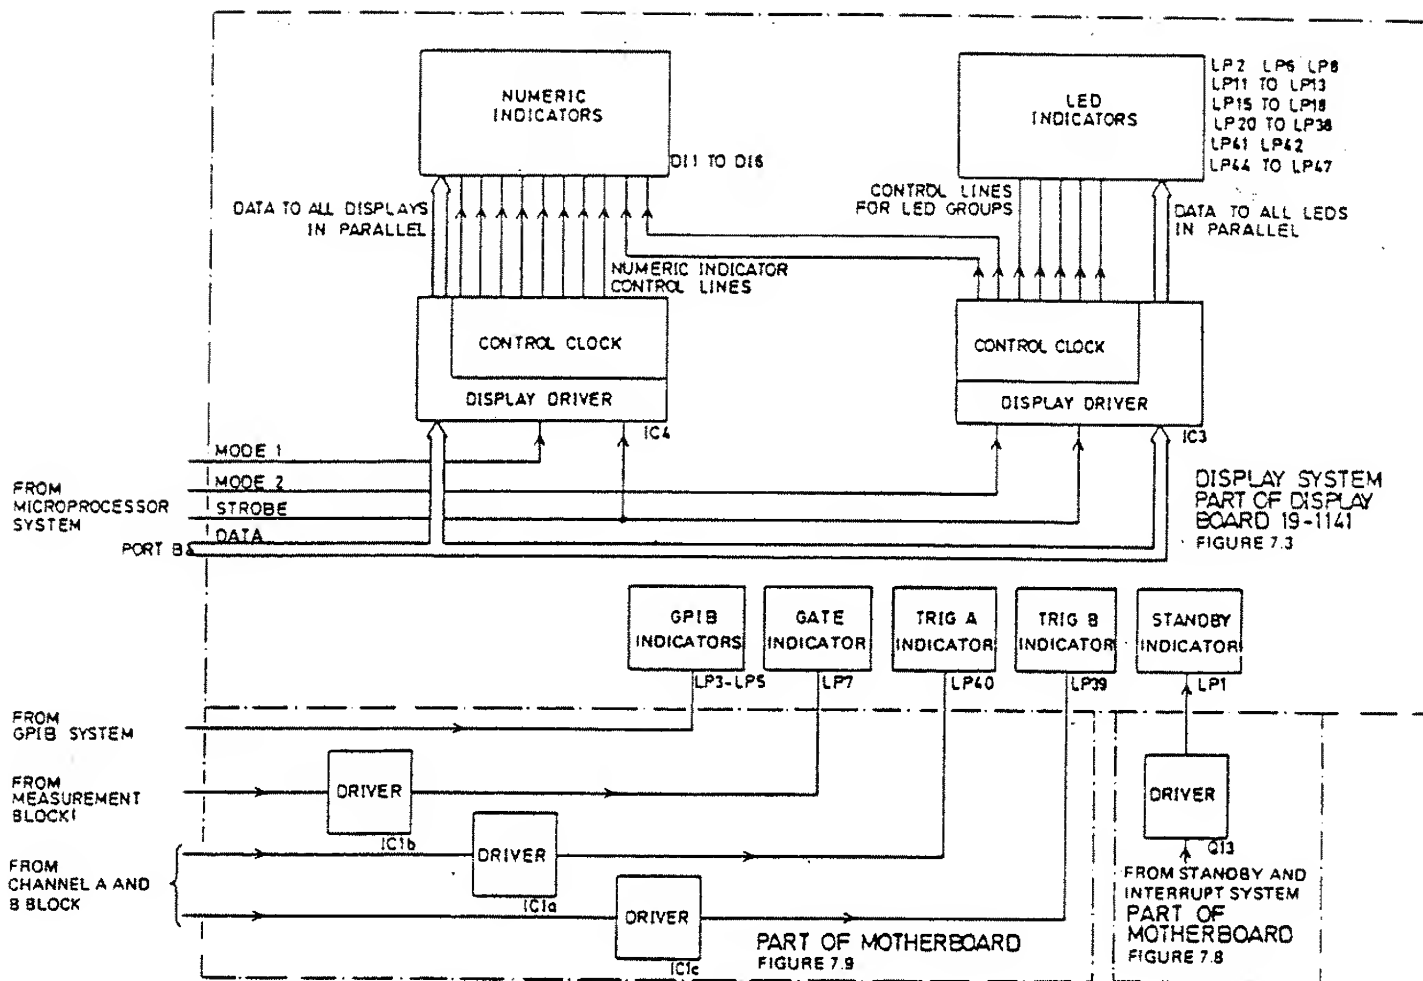 NUMERIC
INDICATORS
DI1 TO DI6
LED
INDICATORS
LP2 LP6 LP8
LP11 TO LP13
LP15 TO LP18
LP20 TO LP38
LP41 LP42
LP44 TO LP47
DATA TO ALL DISPLAYS
IN PARALLEL
CONTROL LINES
FOR LED GROUPS
DATA TO ALL LEDS
IN PARALLEL
NUMERIC INDICATOR
CONTROL LINES
CONTROL CLOCK
DISPLAY DRIVER
IC4
CONTROL CLOCK
DISPLAY DRIVER
IC3
MODE 1
MODE 2
STROBE
DATA
FROM
MICROPROCESSOR
SYSTEM
PORT B
DISPLAY SYSTEM
PART OF DISPLAY
BOARD 19-1141
FIGURE 7.3
GPIB
INDICATORS
LP3-LP5
GATE
INDICATOR
LP7
TRIG A
INDICATOR
LP40
TRIG B
INDICATOR
LP39
STANDBY
INDICATOR
LP1
FROM
GPIB SYSTEM
FROM
MEASUREMENT
BLOCK
DRIVER
IC1b
FROM
CHANNEL A AND
B BLOCK
DRIVER
IC1a
DRIVER
IC1c
PART OF MOTHERBOARD
FIGURE 7.9
DRIVER
Q13
FROM STANDBY AND
INTERRUPT SYSTEM
PART OF
MOTHERBOARD
FIGURE 7.8